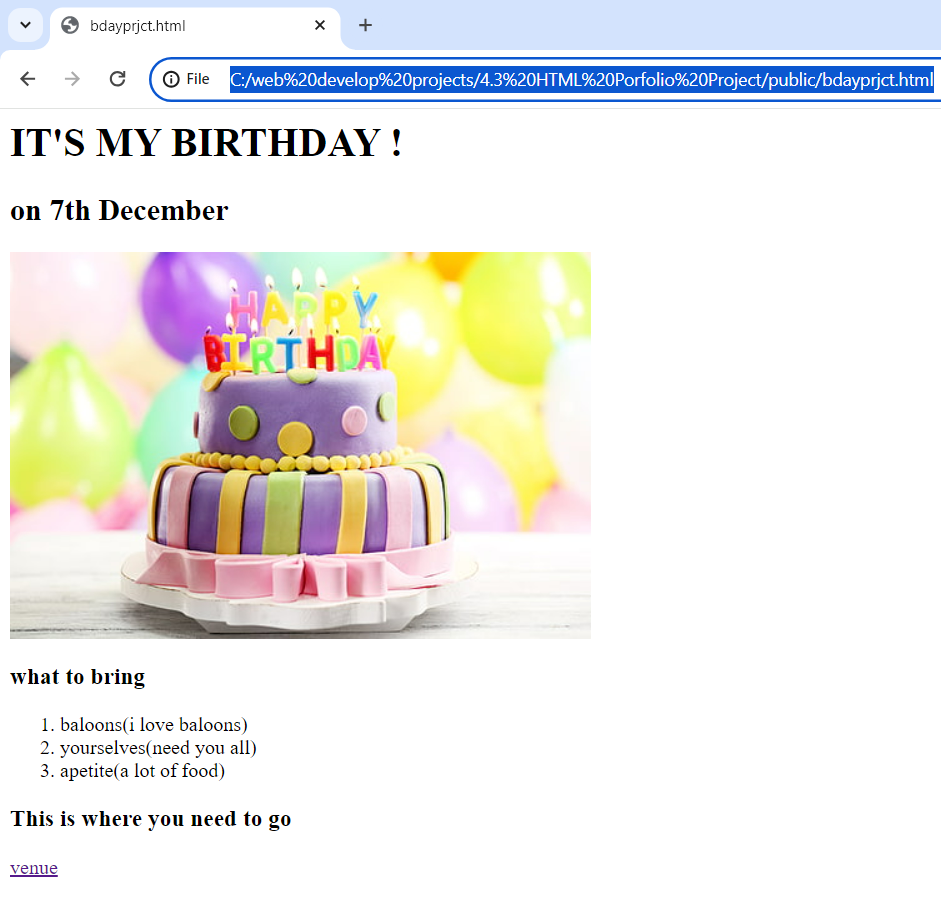 bdayprjct.html
File C:/web%20develop%20projects/4.3%20HTML%20Porfolio%20Project/public/bdayprjct.html
IT'S MY BIRTHDAY !
on 7th December
HAPPY
BIRTHDAY
what to bring
1. baloons(i love baloons)
2. yourselves(need you all)
3. apetite(a lot of food)
This is where you need to go
venue